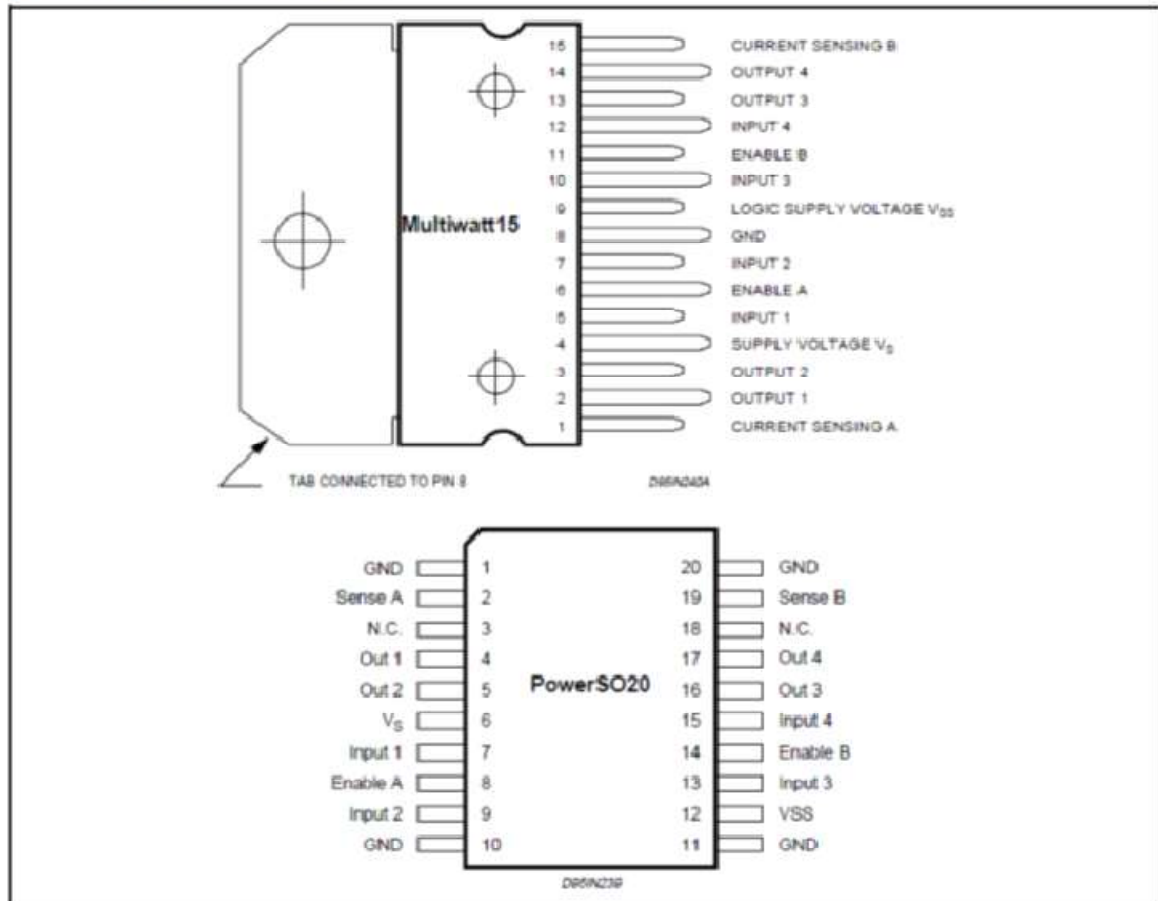 15 CURRENT SENSING B
14 OUTPUT 4
13 OUTPUT 3
12 INPUT 4
11 ENABLE B
10 INPUT 3
9 LOGIC SUPPLY VOLTAGE VSS
Multiwatt15
8 GND
7 INPUT 2
6 ENABLE A
5 INPUT 1
4 SUPPLY VOLTAGE VS
3 OUTPUT 2
2 OUTPUT 1
1 CURRENT SENSING A
TAB CONNECTED TO PIN 8
GND 1 20 GND
Sense A 2 19 Sense B
N.C. 3 18 N.C.
Out 1 4 17 Out 4
Out 2 5 PowerSO20 16 Out 3
VS 6 15 Input 4
Input 1 7 14 Enable B
Enable A 8 13 Input 3
Input 2 9 12 VSS
GND 10 11 GND
D95IN239